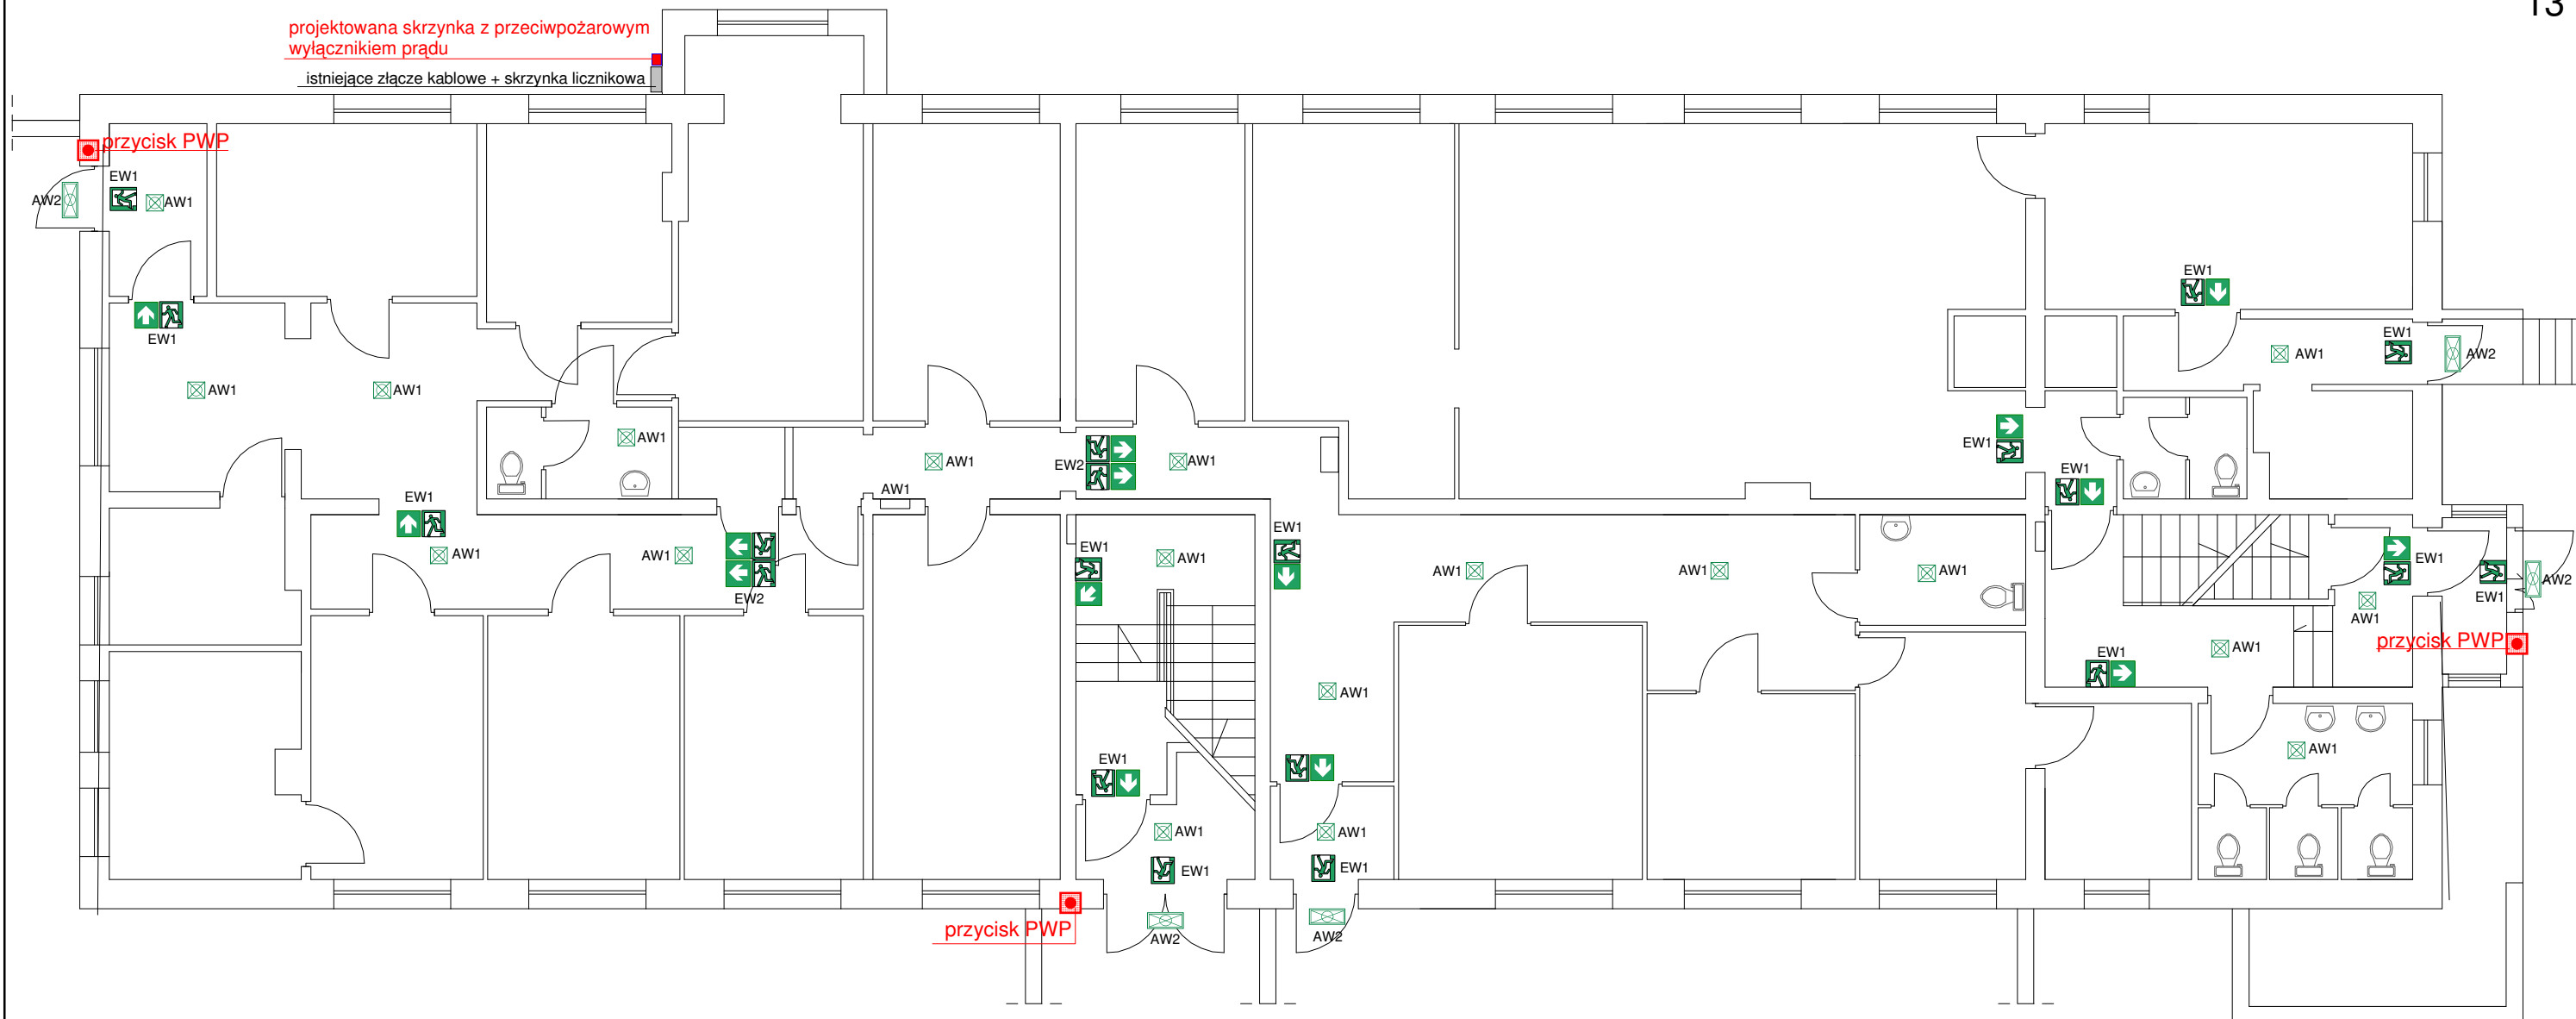 13
projektowana skrzynka z przeciwpożarowym
wyłącznikiem prądu
istniejące złącze kablowe + skrzynka licznikowa
przycisk PWP
EW1
AW2
AW1
EW1
EW1
EW1
AW1
AW2
AW1
AW1
AW1
EW1
EW2
AW1
AW1
AW1
EW1
AW1
EW1
AW1
AW1
EW2
EW1
AW1
EW1
AW1
AW1
AW1
EW1
EW1
AW2
AW1
przycisk PWP
EW1
AW1
AW1
AW1
EW1
AW1
AW1
EW1
EW1
przycisk PWP
AW2
AW2